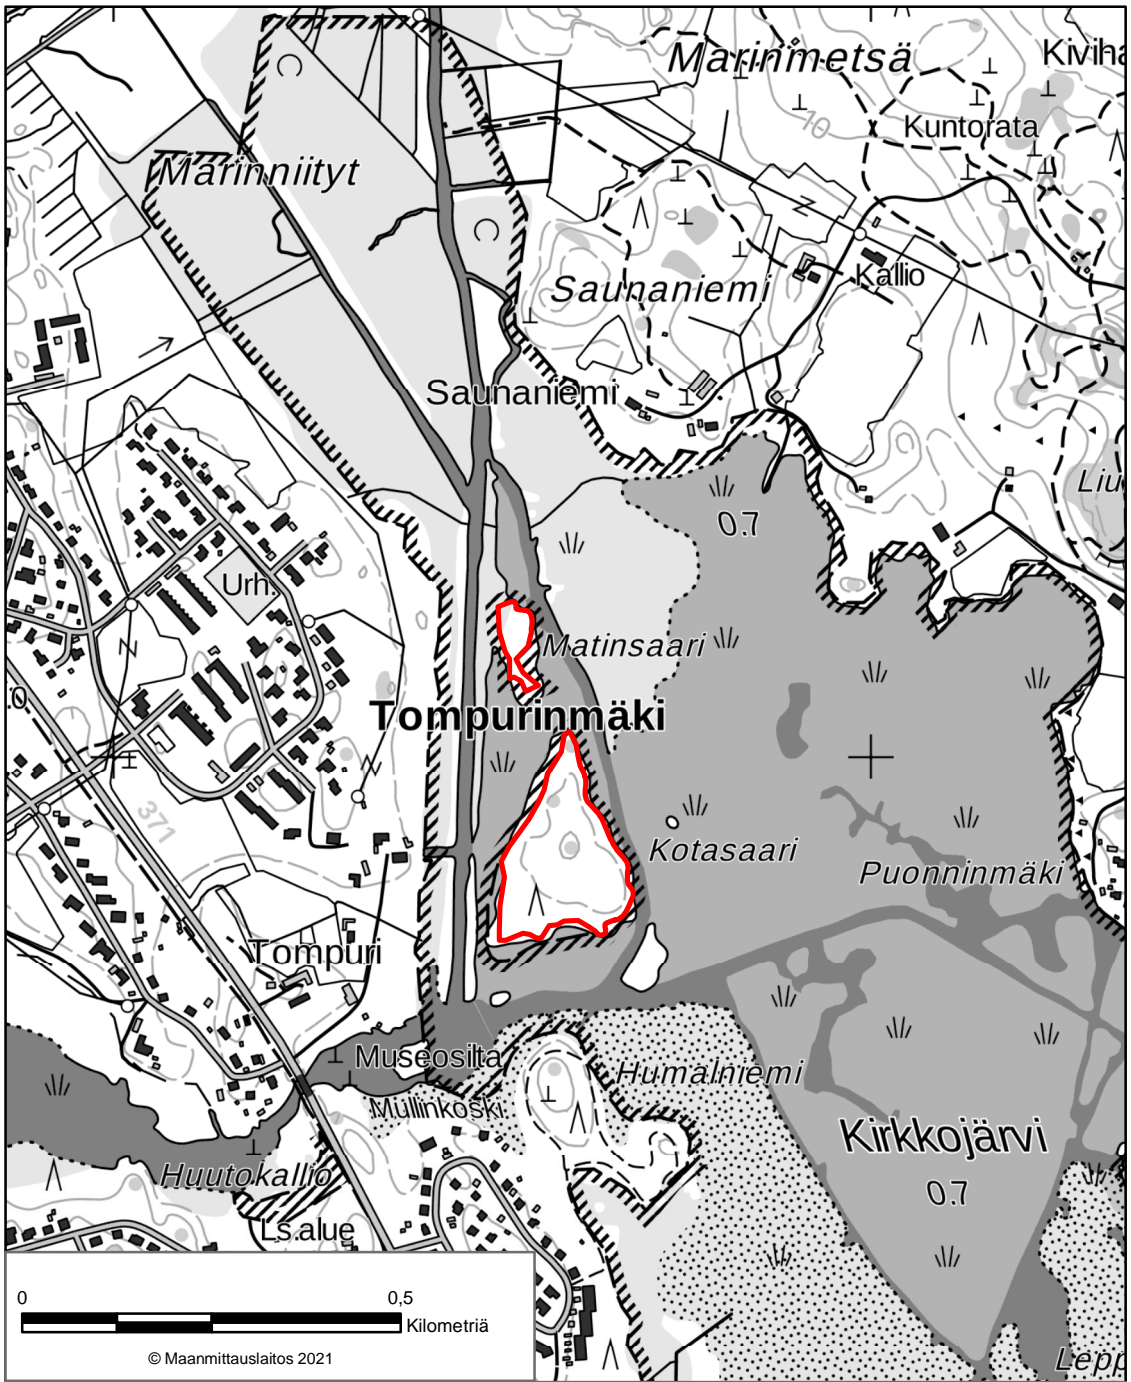 Marinmetsä
Kiviha
10
Kuntorata
Marinniityt
Saunaniemi
Kallio
Saunaniemi
Liu
0.7
Urh.
Matinsaari
Tompurinmäki
371
Kotasaari
Puonninmäki
Tompuri
Museosilta
Humalniemi
Mullinkoski
Kirkkojärvi
Huutokallio
0.7
Ls.alue
0
0,5
Kilometriä
© Maanmittauslaitos 2021
Lepp